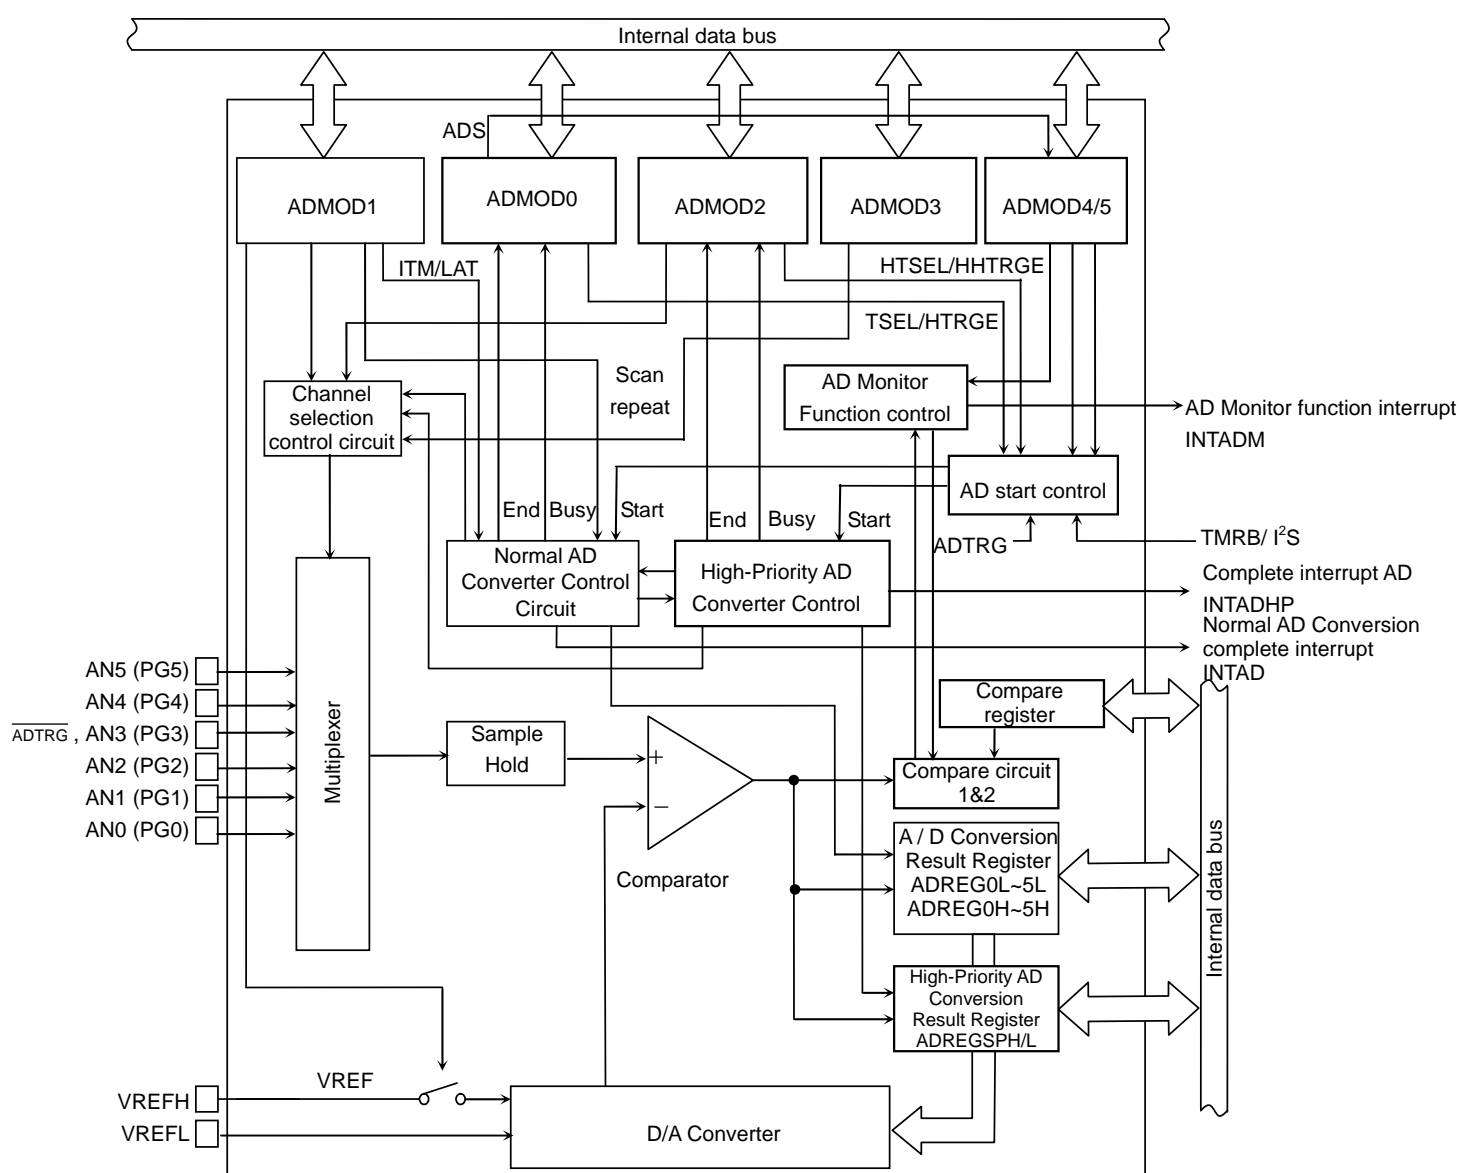 Internal data bus
ADS
ADMOD1
ADMOD0
ADMOD2
ADMOD3
ADMOD4/5
ITM/LAT
HTSEL/HHTRGE
TSEL/HTRGE
Channel
selection
control circuit
Scan
repeat
AD Monitor
Function control
AD Monitor function interrupt
INTADM
AD start control
End
Busy
Start
End
Busy
Start
ADTRG
TMRB/ I²S
Normal AD
Converter Control
Circuit
High-Priority AD
Converter Control
Complete interrupt AD
INTADHP
Normal AD Conversion
complete interrupt
INTAD
AN5 (PG5)
AN4 (PG4)
ADTRG , AN3 (PG3)
AN2 (PG2)
AN1 (PG1)
AN0 (PG0)
Multiplexer
Sample
Hold
+
−
Comparator
Compare
register
Compare circuit
1&2
A / D Conversion
Result Register
ADREG0L~5L
ADREG0H~5H
High-Priority AD
Conversion
Result Register
ADREGSPH/L
Internal data bus
VREF
VREFH
VREFL
D/A Converter